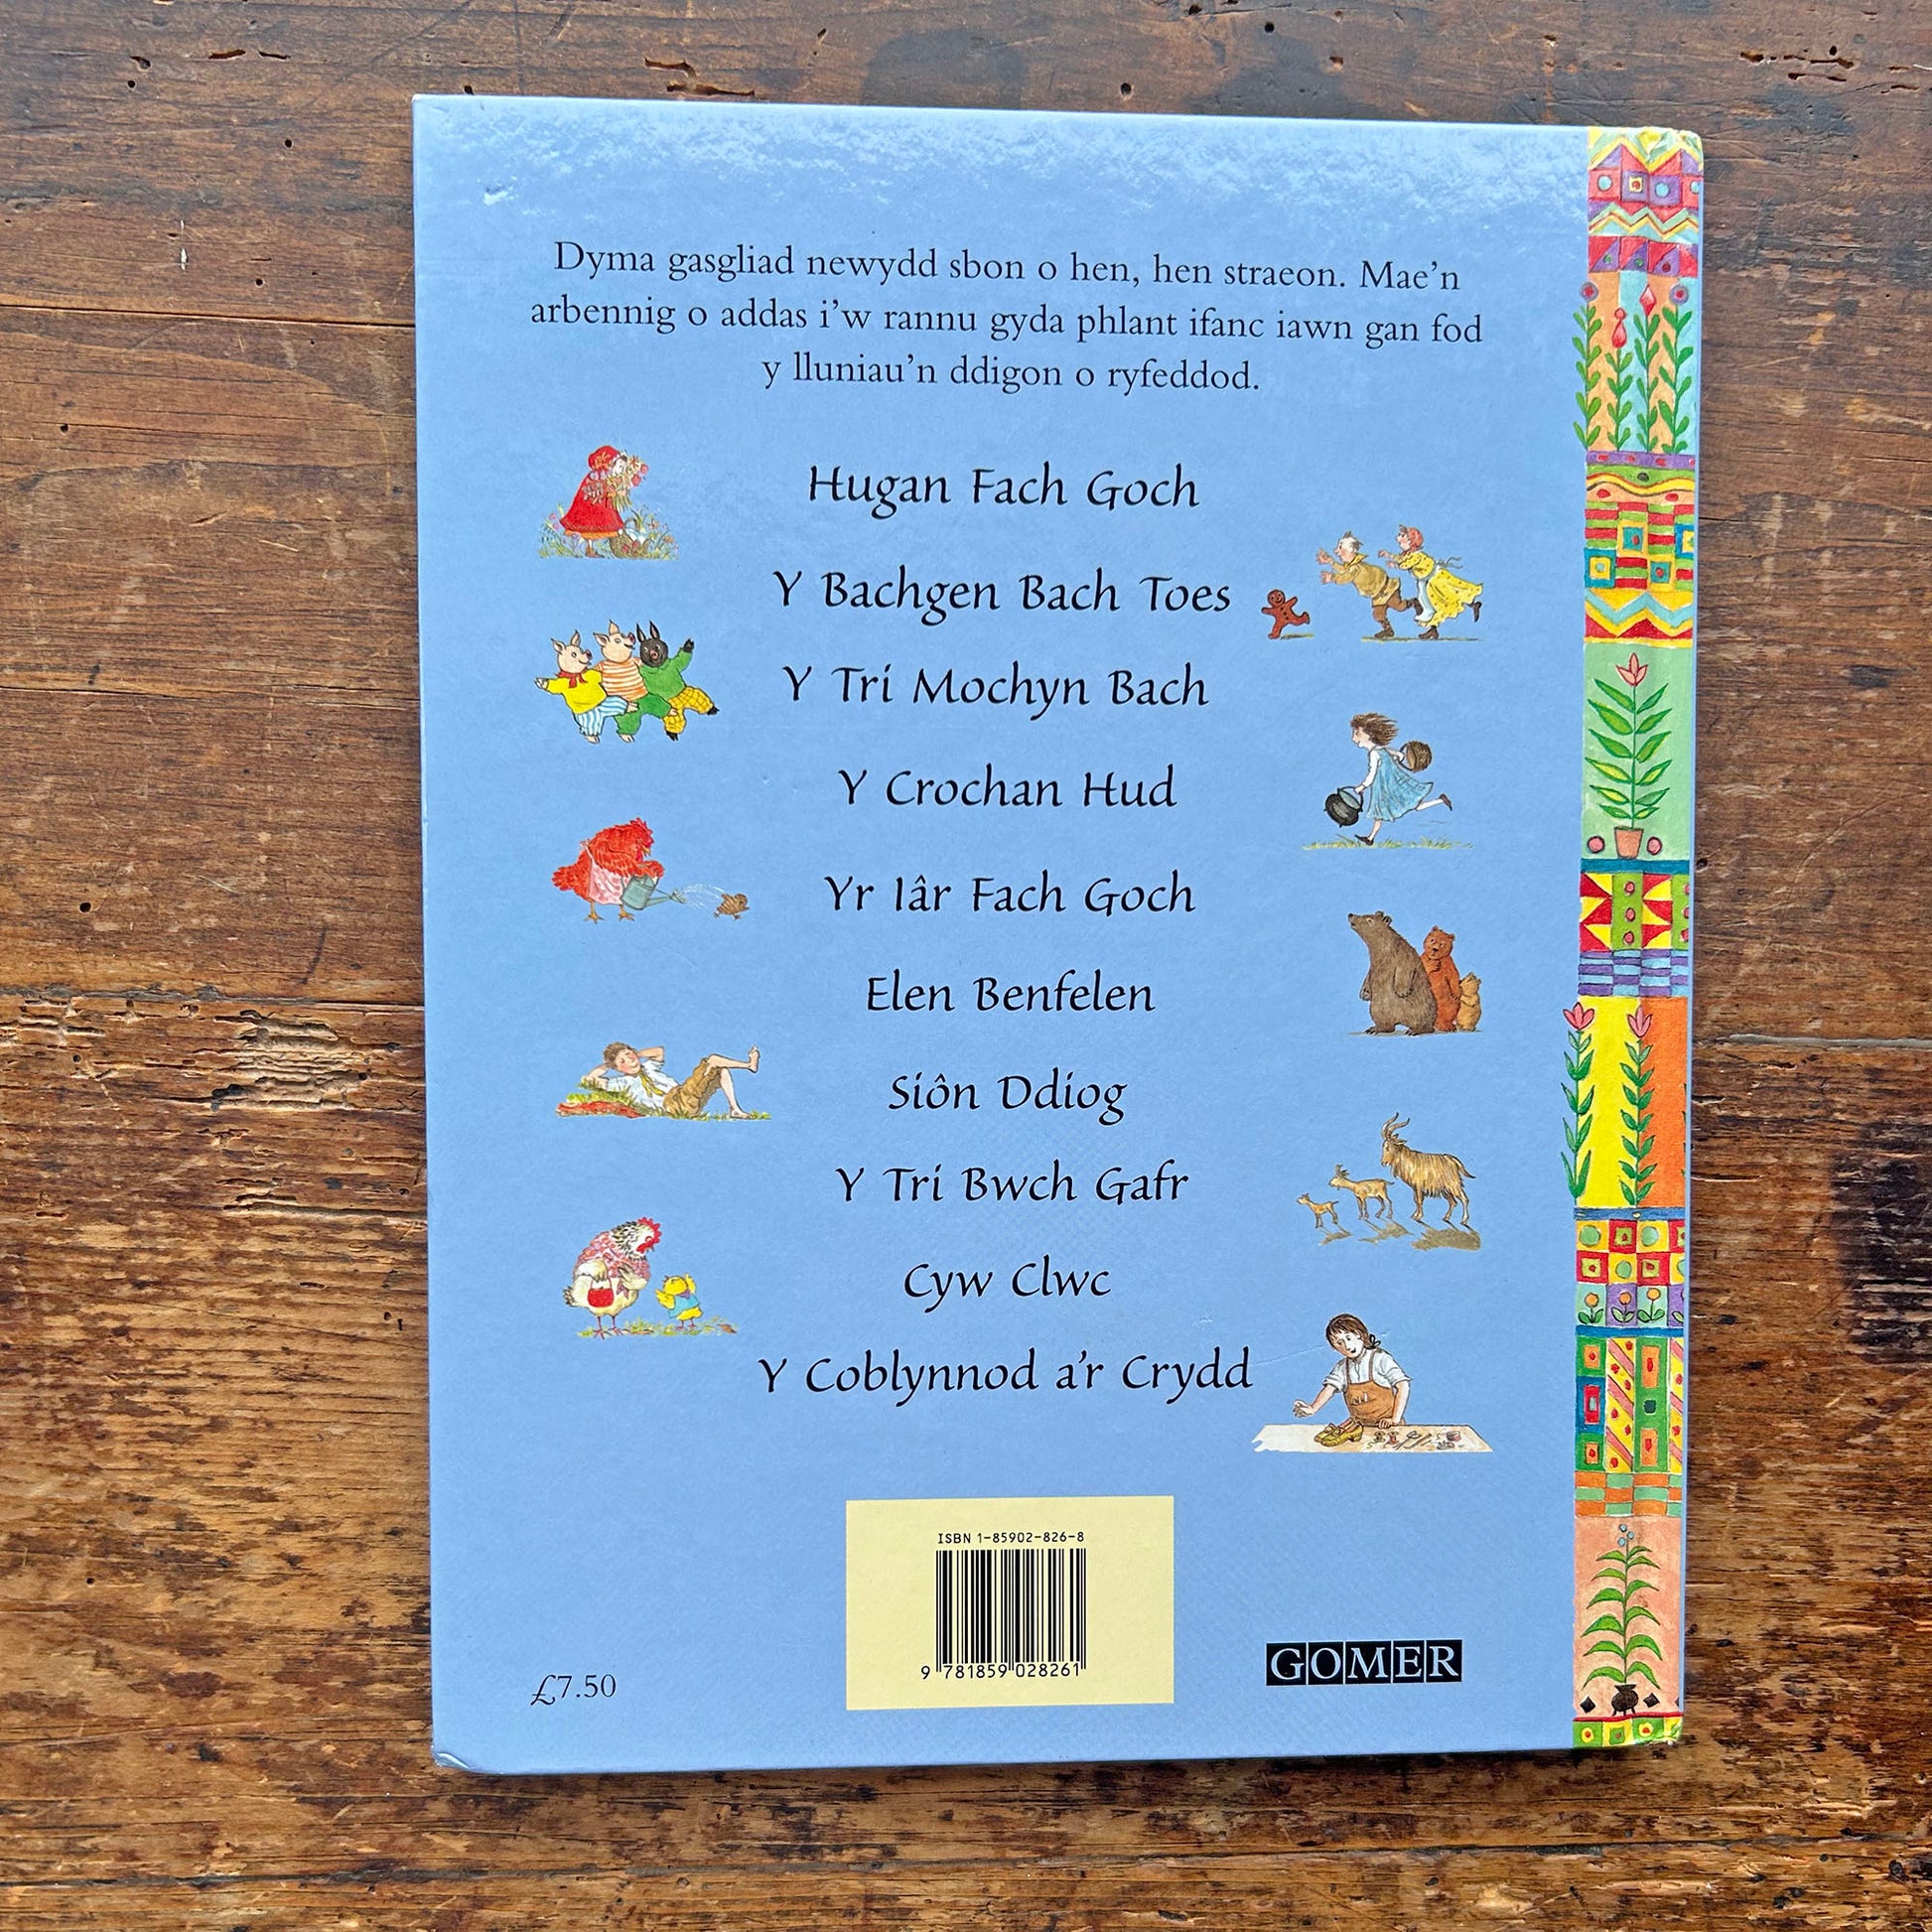 Dyma gasgliad newydd sbon o hen, hen straeon. Mae'n
arbennig o addas i'w rannu gyda phlant ifanc iawn gan fod
y lluniau'n ddigon o ryfeddod.
Hugan Fach Goch
Y Bachgen Bach Toes
Y Tri Mochyn Bach
Y Crochan Hud
Yr Iâr Fach Goch
Elen Benfelen
Siôn Ddiog
Y Tri Bwch Gafr
Cyw Clwc
Y Coblynnod a'r Crydd
ISBN 1-85902-826-8
9 781859 028261
£7.50
GOMER